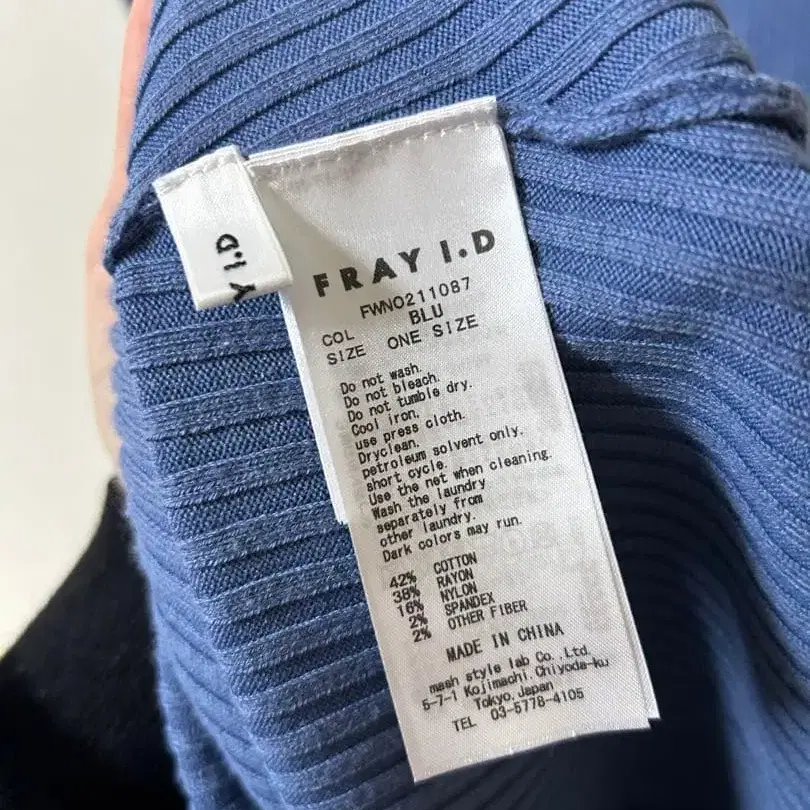 Y I.D
FRAY I.D
FWNO211087
COL BLU
SIZE ONE SIZE
Do not wash.
Do not bleach.
Do not tumble dry.
Cool iron,
use press cloth.
Dryclean.
petroleum solvent only.
short cycle.
Use the net when cleaning.
Wash the laundry
separately from
other laundry.
Dark colors may run.
42% COTTON
38% RAYON
16% NYLON
2% SPANDEX
2% OTHER FIBER
MADE IN CHINA
mash style lab Co.,Ltd.
5-7-1 Kojimachi,Chiyoda-ku
Tokyo,Japan
TEL 03-5778-4105